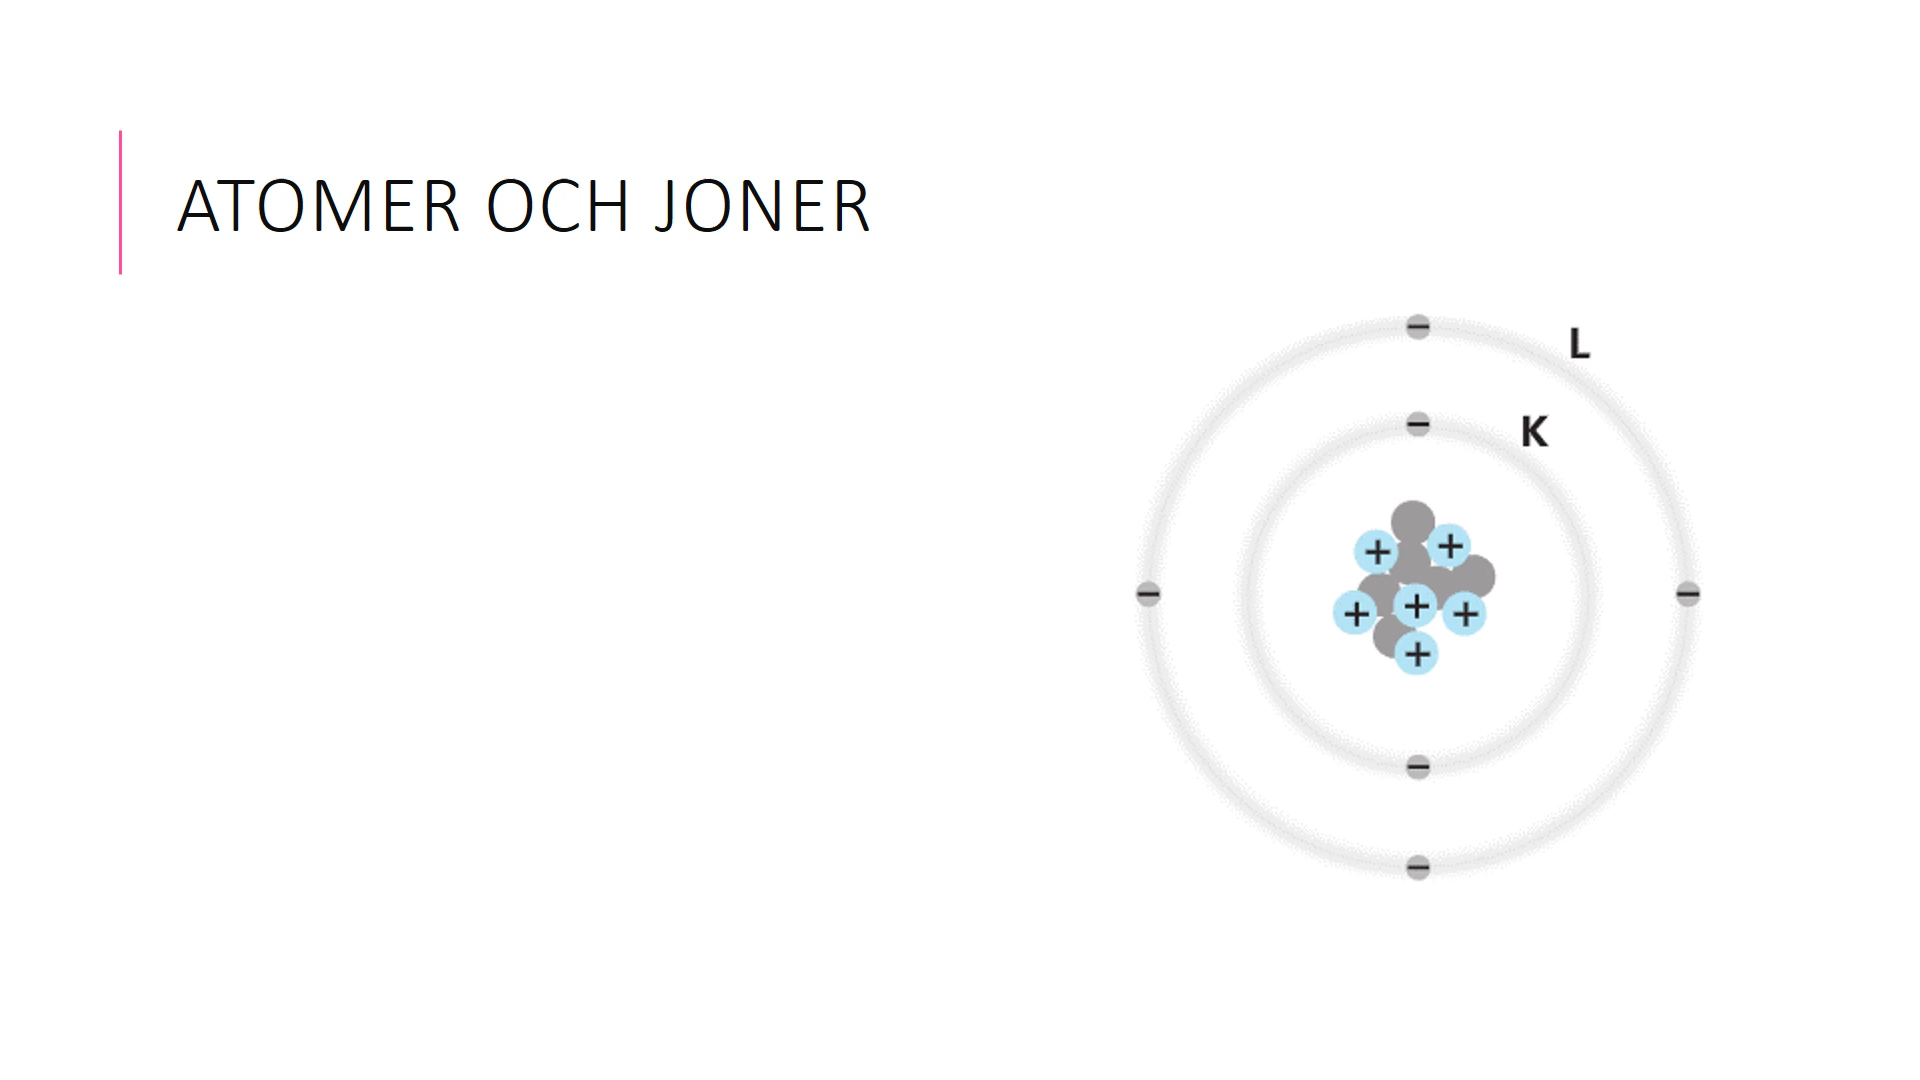 ATOMER OCH JONER
L
K
−
−
+ +
− + + + −
+
−
−